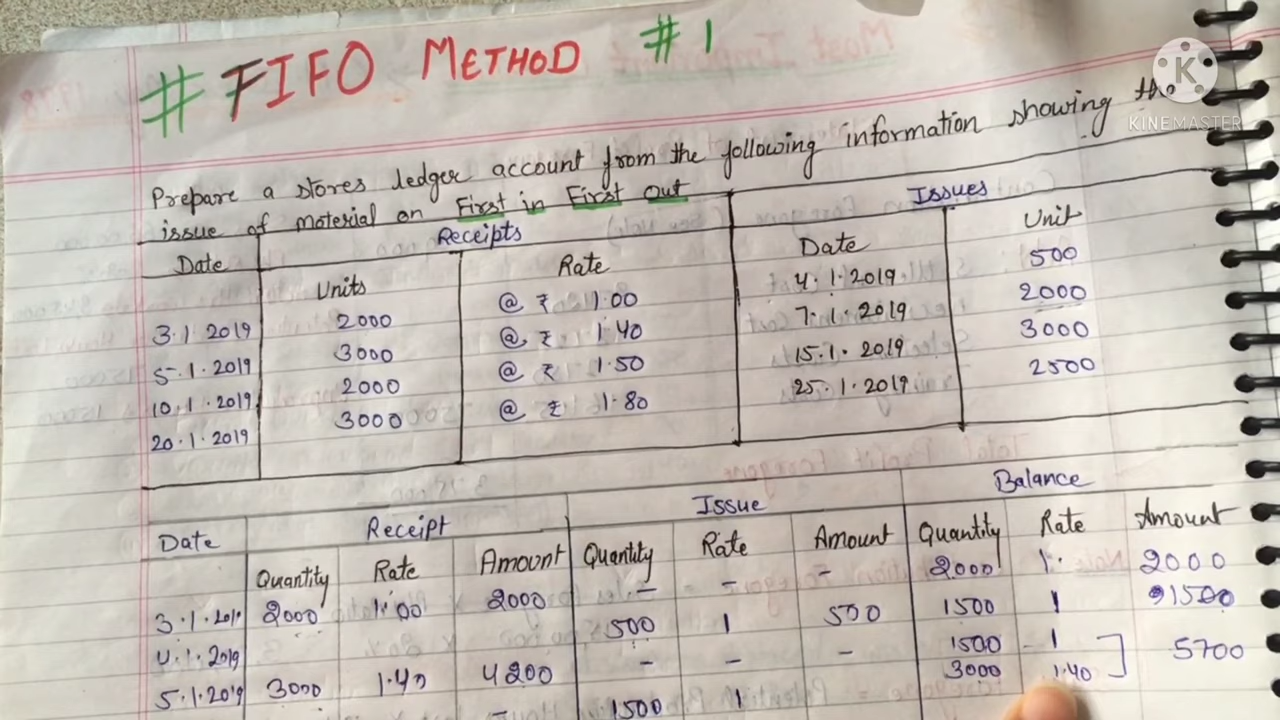 # FIFO METHOD # 1
KINEMASTER
Prepare a stores ledger account from the following information showing the
issue of material on First in First Out
Date Receipts Issues
Units Rate Date Unit
3.1.2019 2000 @ ₹ 1.00 4.1.2019 500
5.1.2019 3000 @ ₹ 1.40 7.1.2019 2000
10.1.2019 2000 @ ₹ 1.50 15.1.2019 3000
20.1.2019 3000 @ ₹ 1.80 25.1.2019 2500
Date Receipt Issue Balance
Quantity Rate Amount Quantity Rate Amount Quantity Rate Amount
3.1.2019 2000 1.00 2000 - - - 2000 1. 2000
4.1.2019 500 1 500 1500 1 1500
5.1.2019 3000 1.40 4200 - - - 1500 1
3000 1.40 ] 5700
- 1500 1